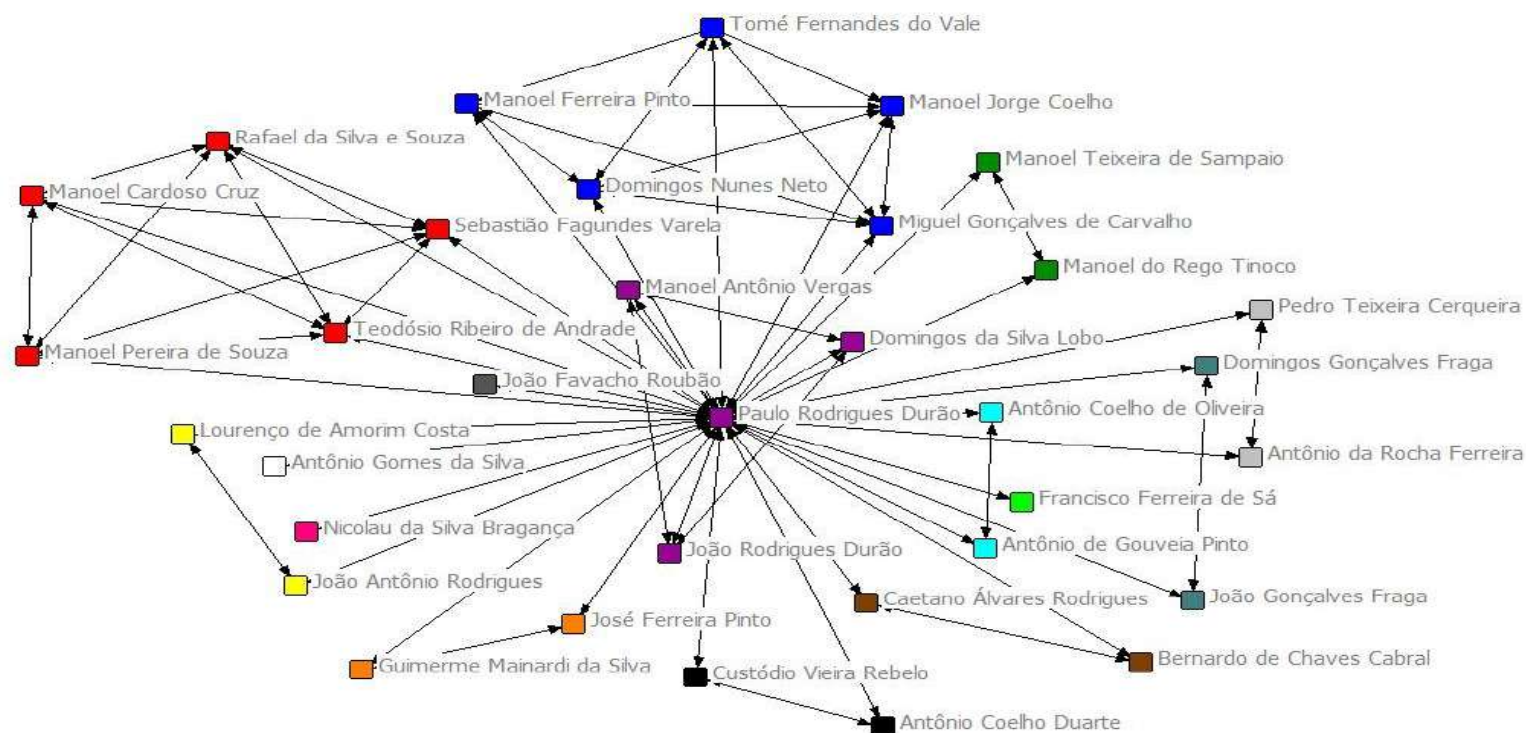 Tomé Fernandes do Vale
Manoel Ferreira Pinto
Manoel Jorge Coelho
Rafael da Silva e Souza
Manoel Teixeira de Sampaio
Manoel Cardoso Cruz
Domingos Nunes Neto
Sebastião Fagundes Varela
Miguel Gonçalves de Carvalho
Manoel do Rego Tinoco
Manoel Antônio Vergas
Pedro Teixeira Cerqueira
Teodósio Ribeiro de Andrade
Domingos da Silva Lobo
Manoel Pereira de Souza
Domingos Gonçalves Fraga
João Favacho Roubão
Paulo Rodrigues Durão
Antônio Coelho de Oliveira
Lourenço de Amorim Costa
Antônio da Rocha Ferreira
Antônio Gomes da Silva
Francisco Ferreira de Sá
Nicolau da Silva Bragança
João Rodrigues Durão
Antônio de Gouveia Pinto
João Antônio Rodrigues
Caetano Álvares Rodrigues
João Gonçalves Fraga
José Ferreira Pinto
Guimerme Mainardi da Silva
Custódio Vieira Rebelo
Bernardo de Chaves Cabral
Antônio Coelho Duarte